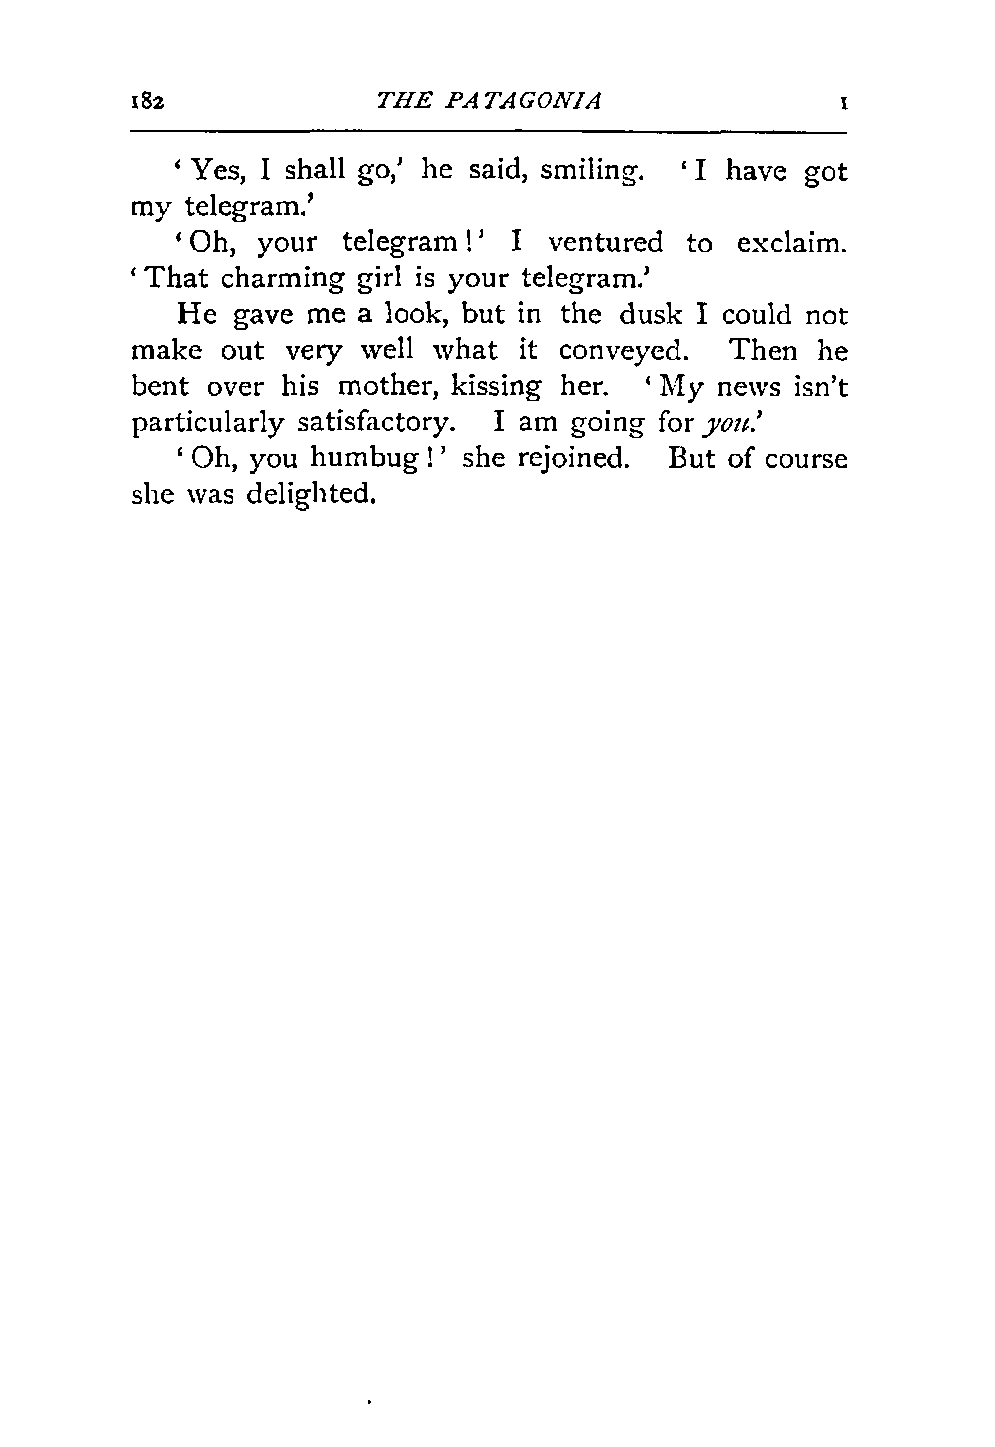 182 THE PATAGONIA I
‘Yes, I shall go,’ he said, smiling. ‘I have got
my telegram.’
‘Oh, your telegram!’ I ventured to exclaim.
‘That charming girl is your telegram.’
He gave me a look, but in the dusk I could not
make out very well what it conveyed. Then he
bent over his mother, kissing her. ‘My news isn't
particularly satisfactory. I am going for you.’
‘Oh, you humbug!’ she rejoined. But of course
she was delighted.